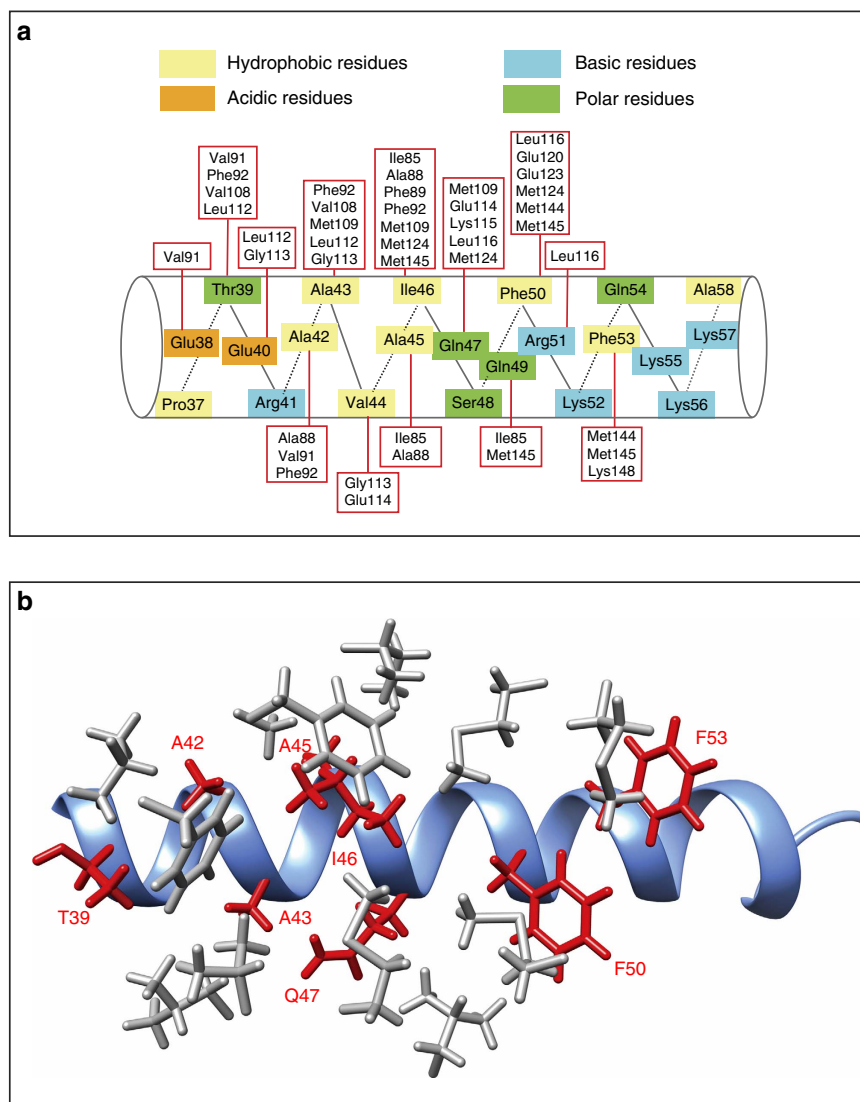 a
Hydrophobic residues
Basic residues
Acidic residues
Polar residues
Val91
Val91
Phe92
Val108
Leu112
Leu112
Gly113
Phe92
Val108
Met109
Leu112
Gly113
Ile85
Ala88
Phe89
Phe92
Met109
Met124
Met145
Met109
Glu114
Lys115
Leu116
Met124
Leu116
Glu120
Glu123
Met124
Met144
Met145
Leu116
Thr39
Ala43
Ile46
Phe50
Gln54
Ala58
Glu38
Glu40
Ala42
Ala45
Gln47
Gln49
Arg51
Phe53
Lys55
Lys57
Pro37
Arg41
Val44
Ser48
Lys52
Lys56
Ala88
Val91
Phe92
Gly113
Glu114
Ile85
Ala88
Ile85
Met145
Met144
Met145
Lys148
b
A42
A45
F53
I46
T39
A43
Q47
F50